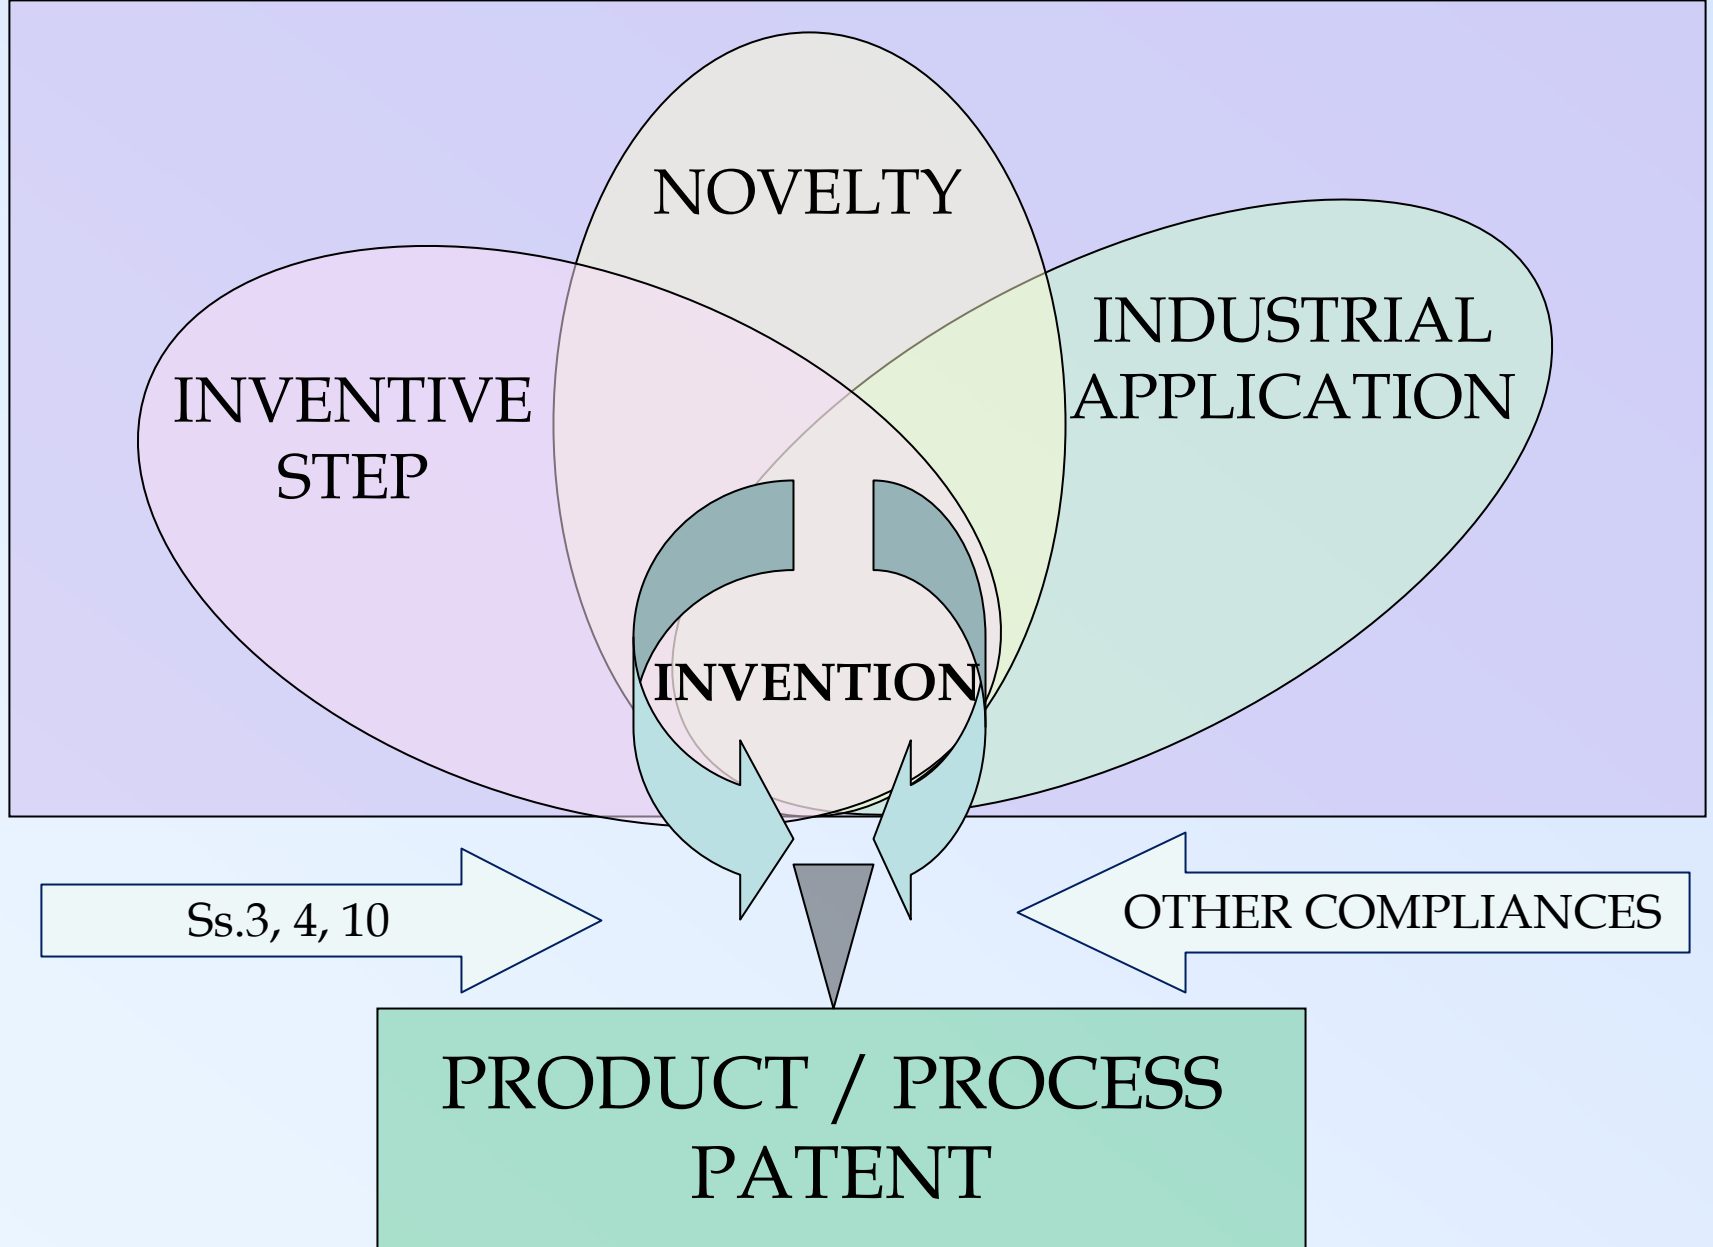 NOVELTY
INDUSTRIAL
APPLICATION
INVENTIVE
STEP
INVENTION
Ss.3, 4, 10
OTHER COMPLIANCES
PRODUCT / PROCESS
PATENT